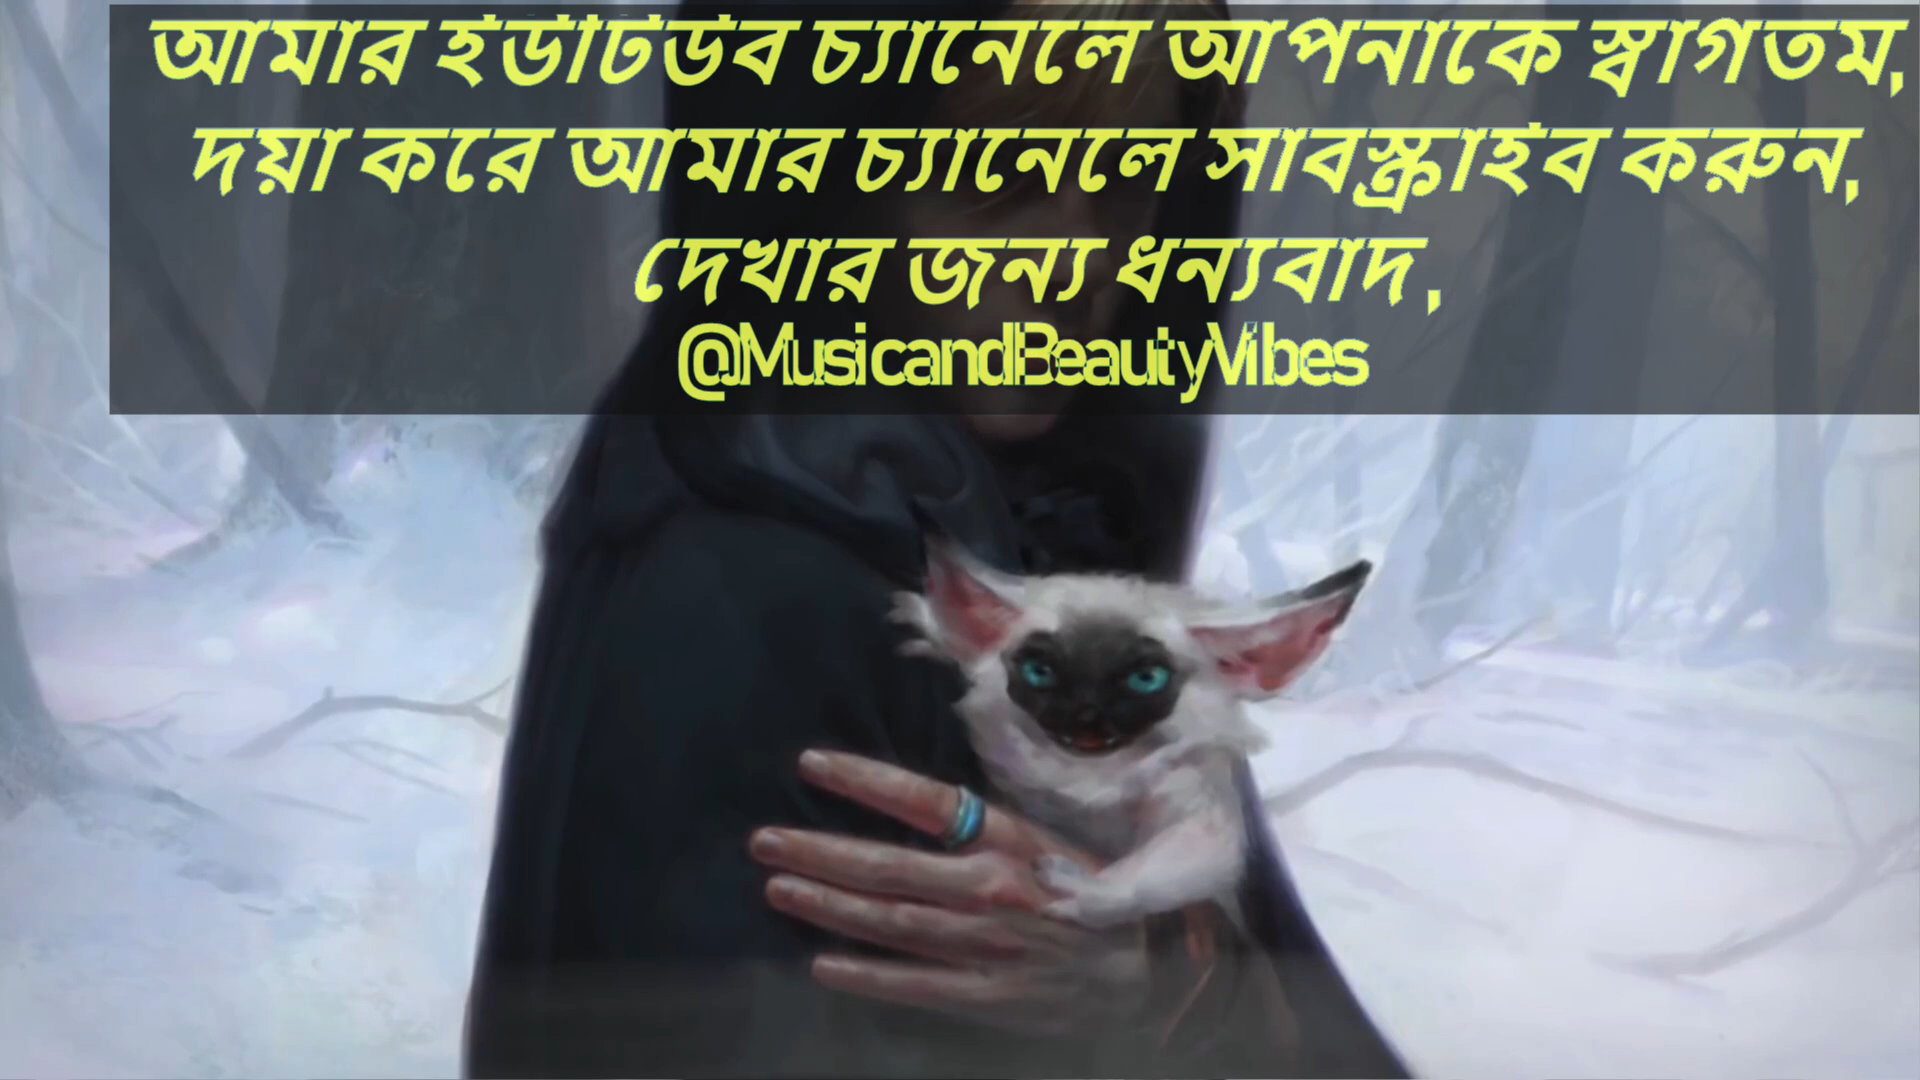 আমার ইউটিউব চ্যানেলে আপনাকে স্বাগতম,
দয়া করে আমার চ্যানেলে সাবস্ক্রাইব করুন,
দেখার জন্য ধন্যবাদ ,
@MusicandBeautyVibes